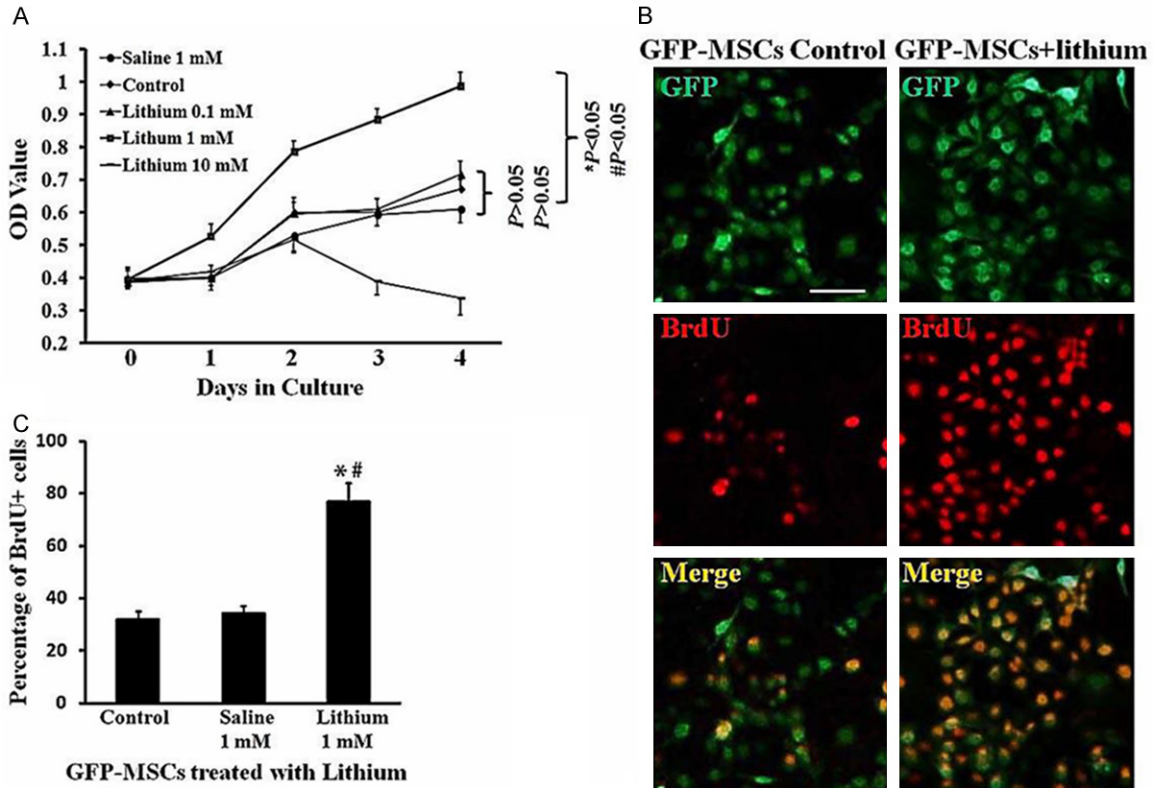 A
1.1
1
0.9
0.8
0.7
0.6
0.5
0.4
0.3
0.2
OD Value
Saline 1 mM
Control
Lithium 0.1 mM
Lithum 1 mM
Lithium 10 mM
P>0.05
P>0.05
*P<0.05
#P<0.05
0 1 2 3 4
Days in Culture
B
GFP-MSCs Control GFP-MSCs+lithium
GFP GFP
BrdU BrdU
Merge Merge
C
100
80
60
40
20
0
Percentage of BrdU+ cells
*#
Control Saline Lithium
1 mM 1 mM
GFP-MSCs treated with Lithium